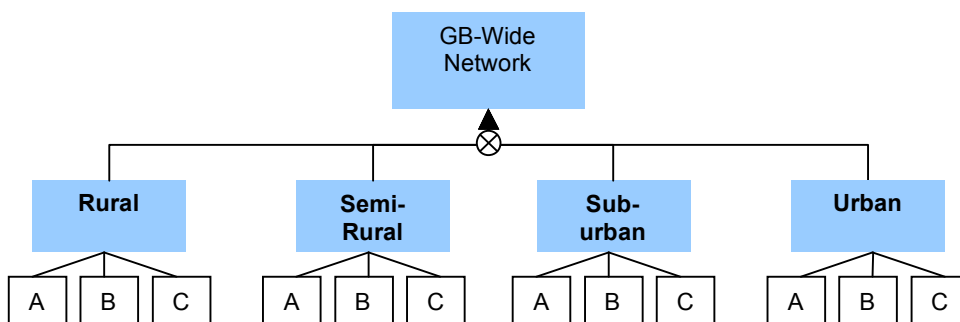 GB-Wide
Network
Rural
Semi-
Rural
Sub-
urban
Urban
A B C A B C A B C A B C